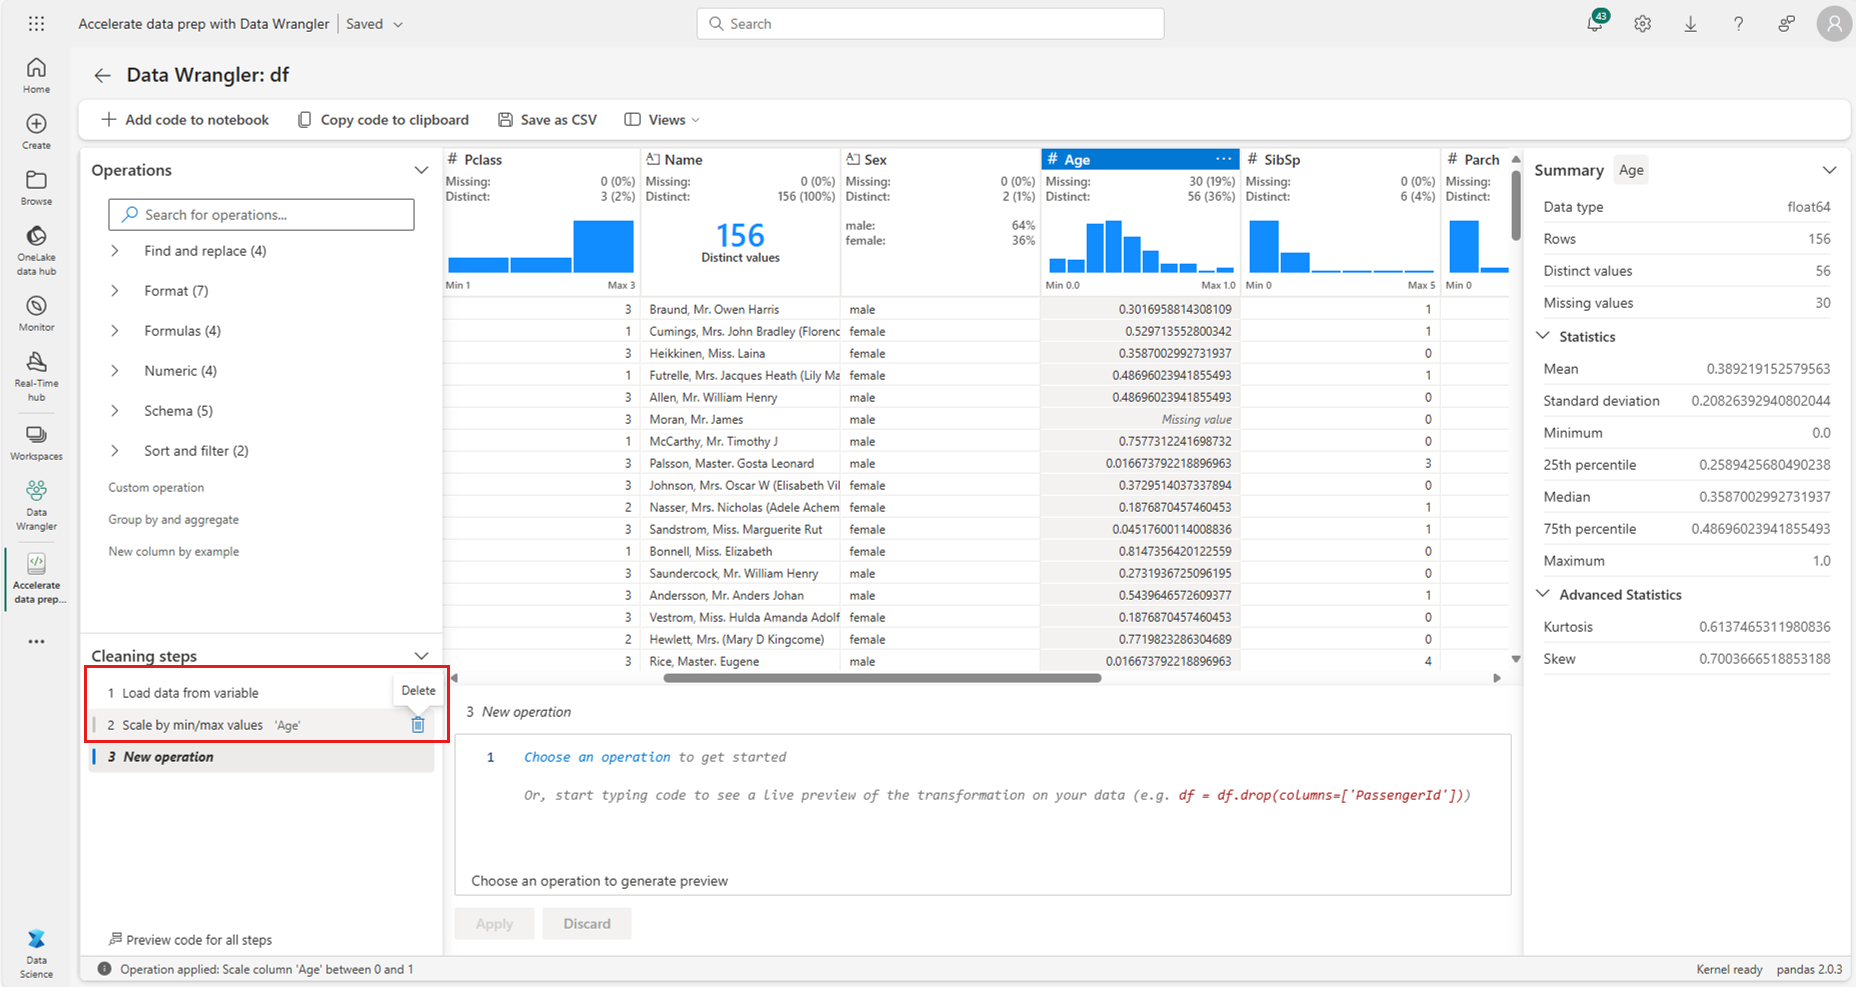 Accelerate data prep with Data Wrangler | Saved
Search
43
Home
Create
Browse
OneLake
data hub
Monitor
Real-Time
hub
Workspaces
Data
Wrangler
Accelerate
data prep...
Data
Science
Data Wrangler: df
Add code to notebook
Copy code to clipboard
Save as CSV
Views
Operations
Search for operations...
Find and replace (4)
Format (7)
Formulas (4)
Numeric (4)
Schema (5)
Sort and filter (2)
Custom operation
Group by and aggregate
New column by example
Cleaning steps
1 Load data from variable
Delete
2 Scale by min/max values 'Age'
3 New operation
Preview code for all steps
# Pclass
Missing: 0 (0%)
Distinct: 3 (2%)
Min 1 Max 3
Name
Missing: 0 (0%)
Distinct: 156 (100%)
156
Distinct values
Sex
Missing: 0 (0%)
Distinct: 2 (1%)
male: 64%
female: 36%
# Age ...
Missing: 30 (19%)
Distinct: 56 (36%)
Min 0.0 Max 1.0
# SibSp
Missing: 0 (0%)
Distinct: 6 (4%)
Min 0 Max 5
# Parch
Missing:
Distinct:
Min 0
3 Braund, Mr. Owen Harris male 0.3016958814308109 1
1 Cumings, Mrs. John Bradley (Florenc female 0.529713552800342 1
3 Heikkinen, Miss. Laina female 0.3587002992731937 0
1 Futrelle, Mrs. Jacques Heath (Lily Ma female 0.48696023941855493 1
3 Allen, Mr. William Henry male 0.48696023941855493 0
3 Moran, Mr. James male Missing value 0
1 McCarthy, Mr. Timothy J male 0.7577312241698732 0
3 Palsson, Master. Gosta Leonard male 0.016673792218896963 3
3 Johnson, Mrs. Oscar W (Elisabeth Vil female 0.3729514037337894 0
2 Nasser, Mrs. Nicholas (Adele Achem female 0.1876870457460453 1
3 Sandstrom, Miss. Marguerite Rut female 0.04517600114008836 1
1 Bonnell, Miss. Elizabeth female 0.8147356420122559 0
3 Saundercock, Mr. William Henry male 0.2731936725096195 0
3 Andersson, Mr. Anders Johan male 0.5439646572609377 1
3 Vestrom, Miss. Hulda Amanda Adolf female 0.1876870457460453 0
2 Hewlett, Mrs. (Mary D Kingcome) female 0.7719823286304689 0
3 Rice, Master. Eugene male 0.016673792218896963 4
3 New operation
1 Choose an operation to get started
Or, start typing code to see a live preview of the transformation on your data (e.g. df = df.drop(columns=['PassengerId']))
Choose an operation to generate preview
Apply
Discard
Summary Age
Data type float64
Rows 156
Distinct values 56
Missing values 30
Statistics
Mean 0.389219152579563
Standard deviation 0.20826392940802044
Minimum 0.0
25th percentile 0.2589425680490238
Median 0.3587002992731937
75th percentile 0.48696023941855493
Maximum 1.0
Advanced Statistics
Kurtosis 0.6137465311980836
Skew 0.7003666518853188
Operation applied: Scale column 'Age' between 0 and 1
Kernel ready pandas 2.0.3